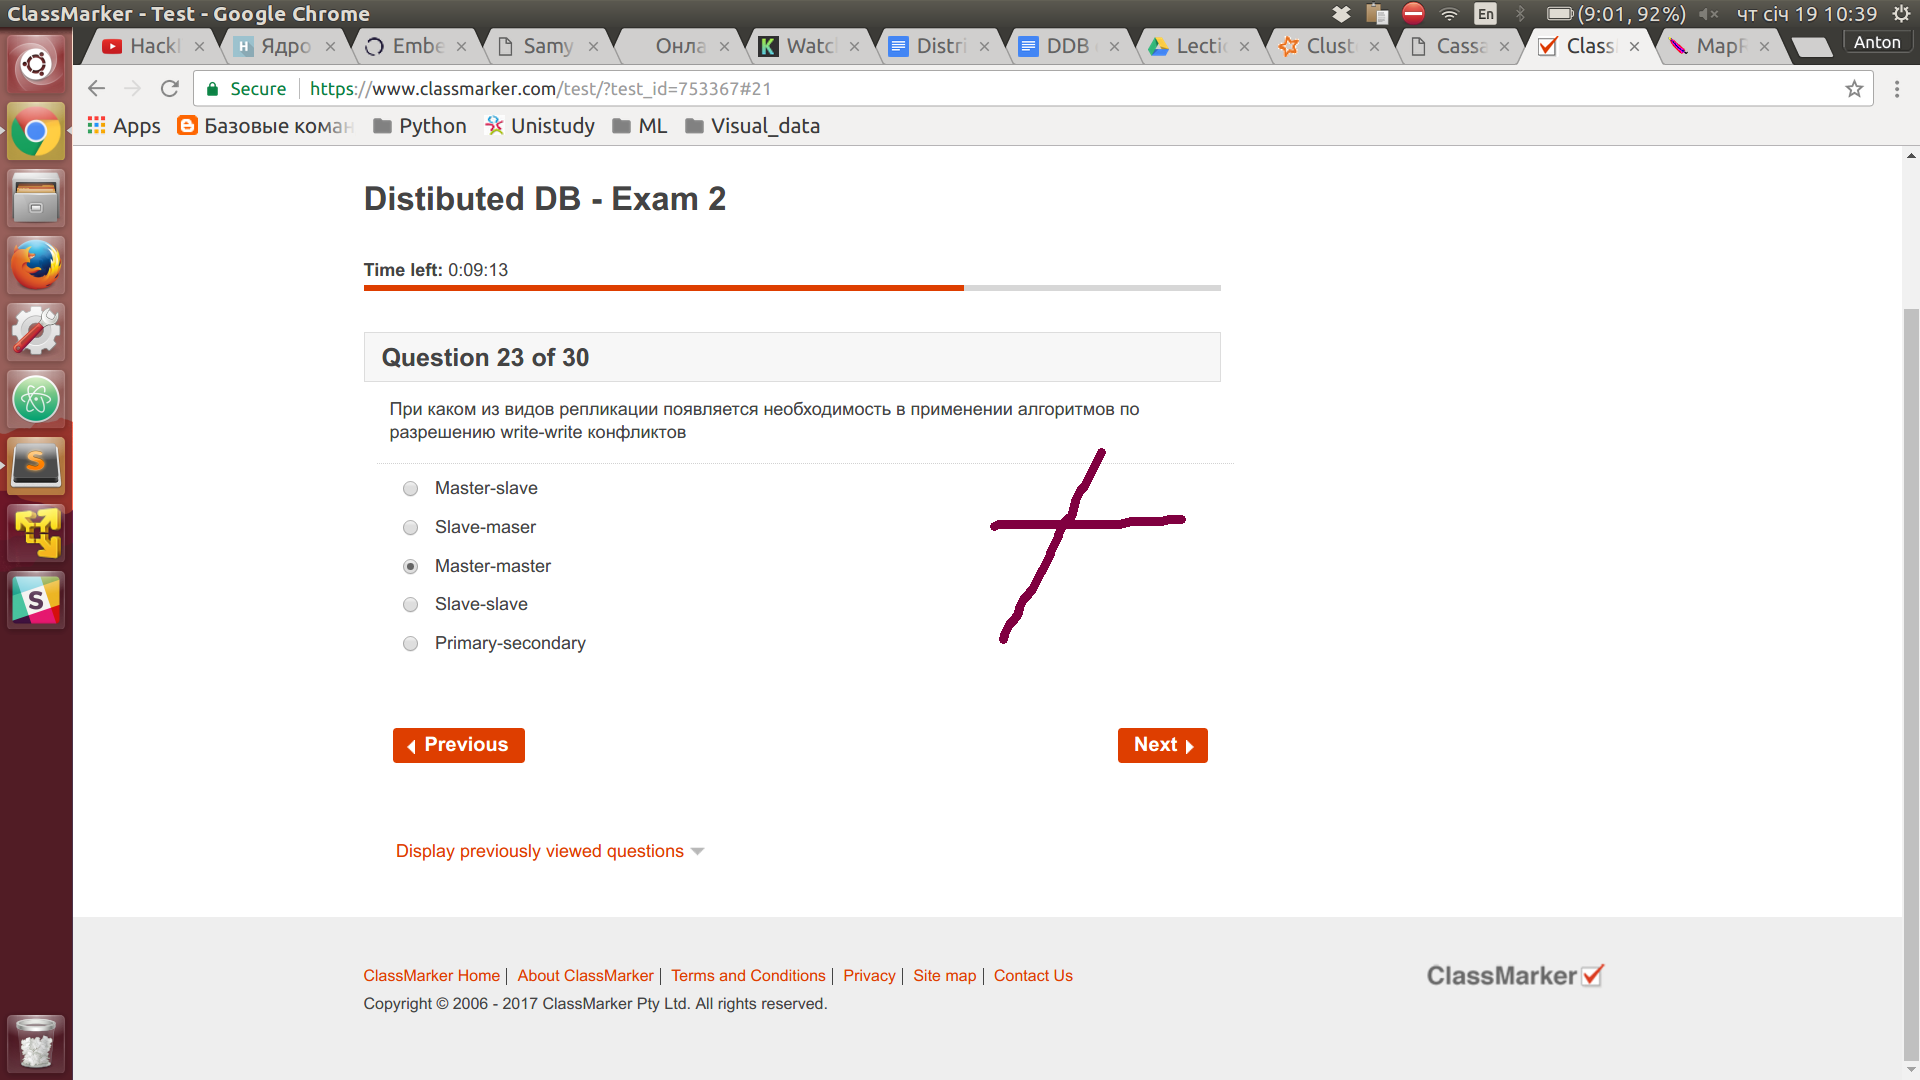 ClassMarker - Test - Google Chrome
En
(9:01, 92%)
чт січ 19 10:39
Hackl
Ядро
Embe
Samy
Онла
Watcl
Distri
DDB
Lectio
Clust
Cassa
Class
MapR
Anton
Secure
https://www.classmarker.com/test/?test_id=753367#21
Apps
Базовые коман
Python
Unistudy
ML
Visual_data
Distibuted DB - Exam 2
Time left: 0:09:13
Question 23 of 30
При каком из видов репликации появляется необходимость в применении алгоритмов по
разрешению write-write конфликтов
Master-slave
Slave-maser
Master-master
Slave-slave
Primary-secondary
Previous
Next
Display previously viewed questions
ClassMarker Home | About ClassMarker | Terms and Conditions | Privacy | Site map | Contact Us
Copyright © 2006 - 2017 ClassMarker Pty Ltd. All rights reserved.
ClassMarker